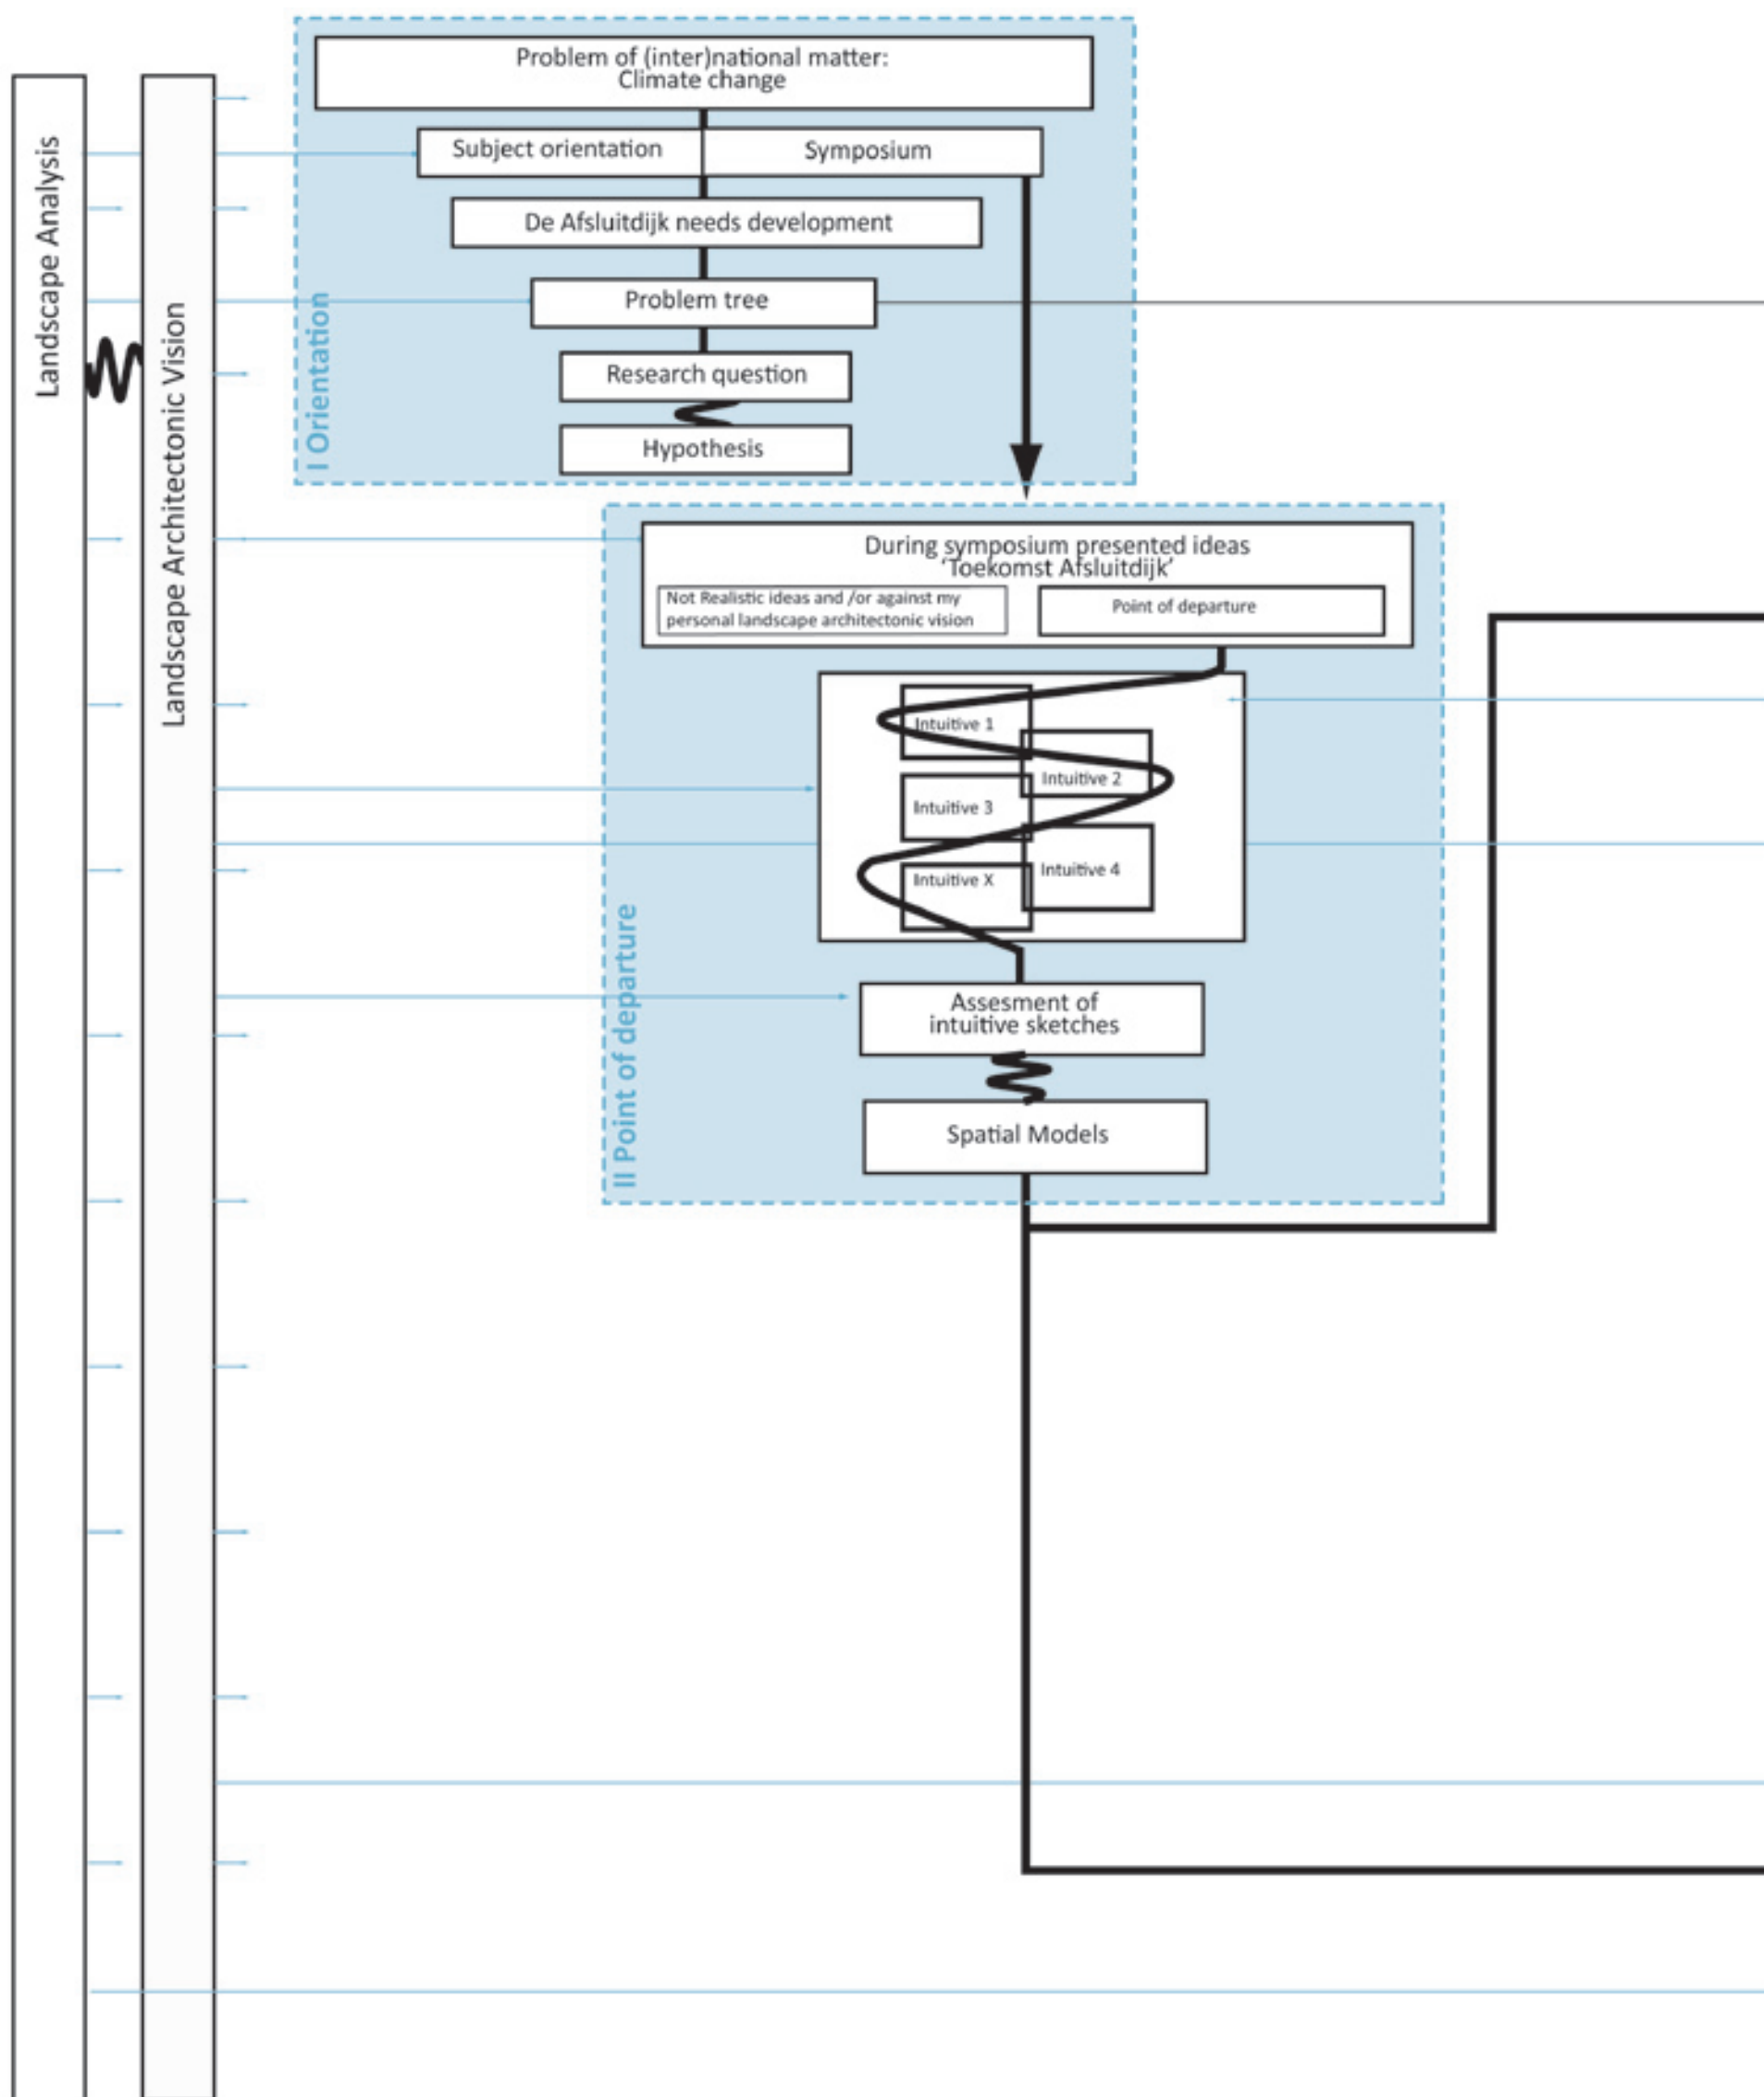 Landscape Analysis
Landscape Architectonic Vision
I Orientation
Problem of (inter)national matter:
Climate change
Subject orientation
Symposium
De Afsluitdijk needs development
Problem tree
Research question
Hypothesis
II Point of departure
During symposium presented ideas
‘Toekomst Afsluitdijk’
Not Realistic ideas and /or against my
personal landscape architectonic vision
Point of departure
Intuitive 1
Intuitive 2
Intuitive 3
Intuitive 4
Intuitive X
Assesment of
intuitive sketches
Spatial Models